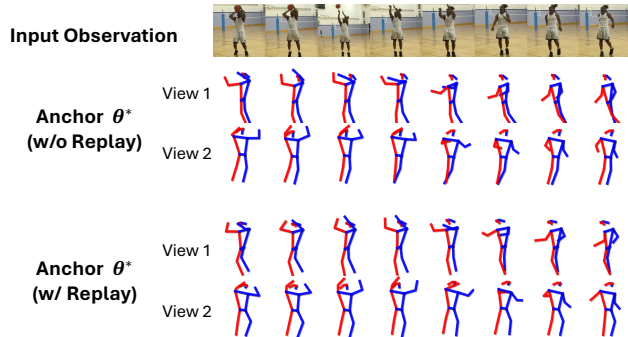 Input Observation
View 1
Anchor θ*
(w/o Replay)
View 2
View 1
Anchor θ*
(w/ Replay)
View 2